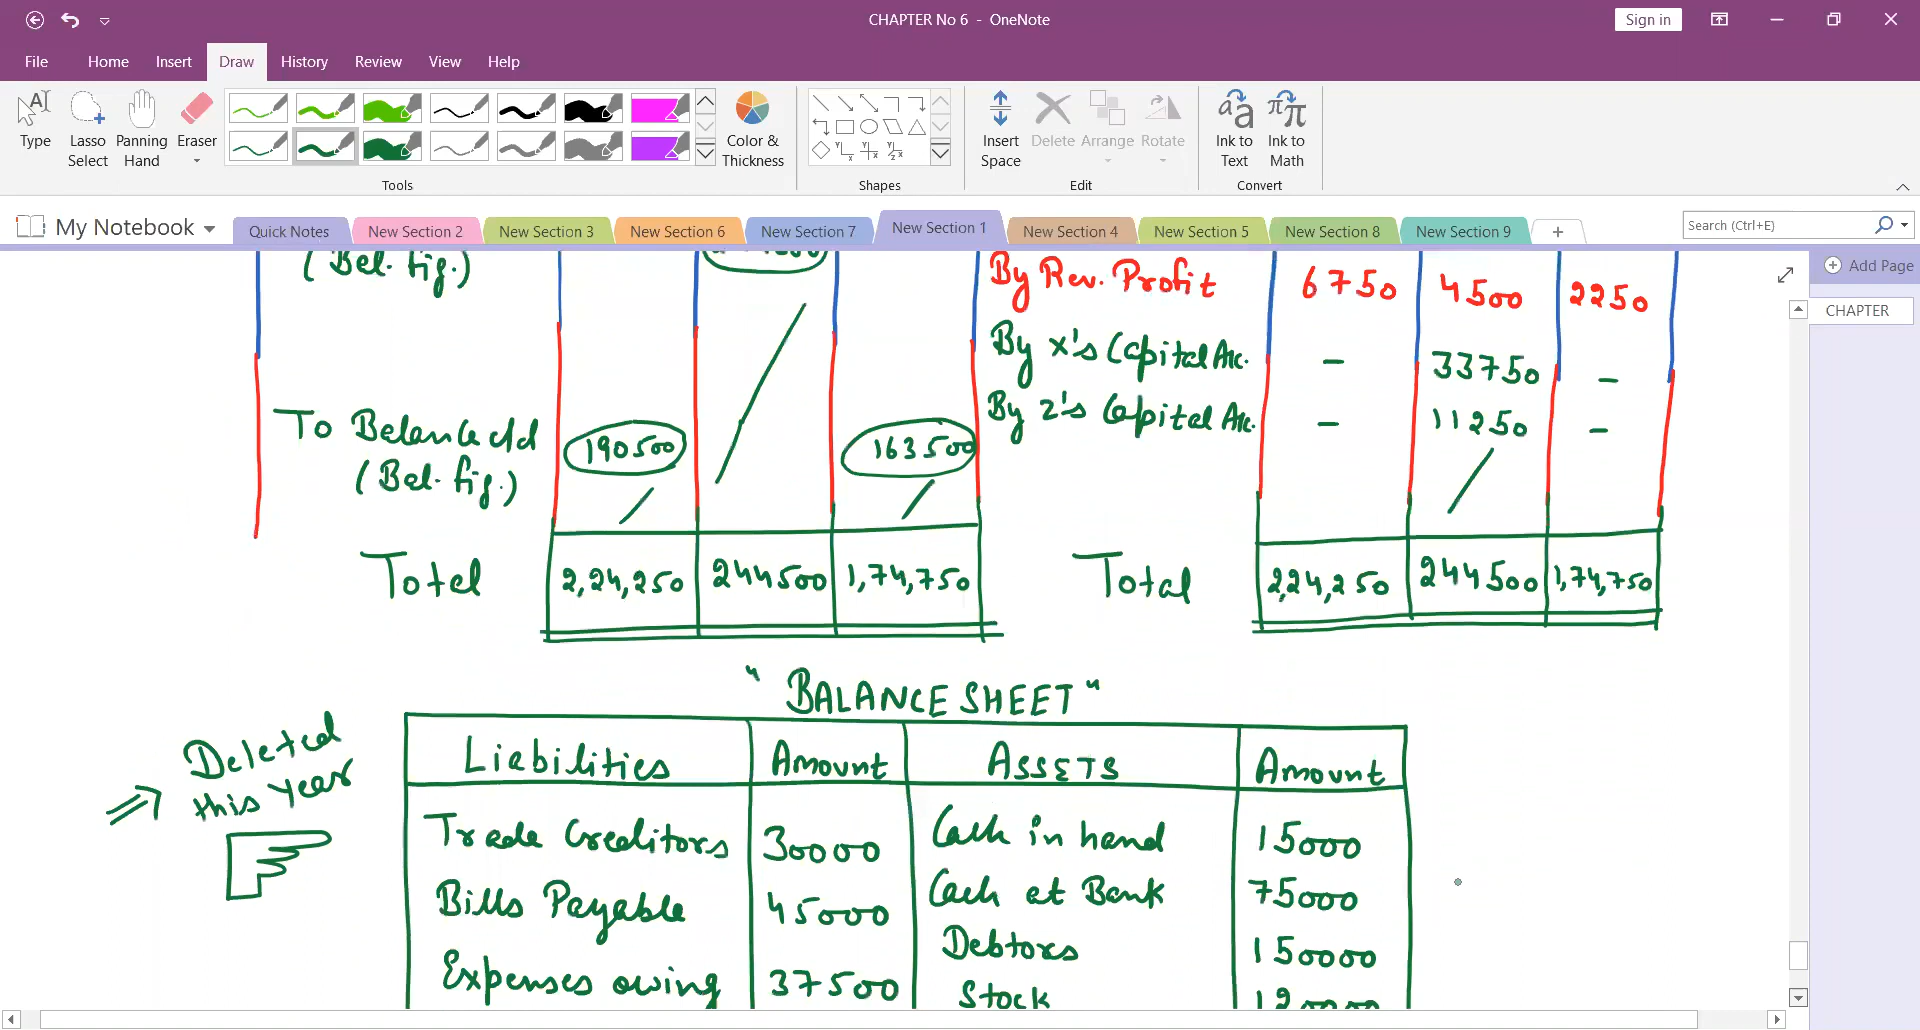 CHAPTER No 6 - OneNote
Sign in
File Home Insert Draw History Review View Help
Type
Lasso Select
Panning Hand
Eraser
Color & Thickness
Insert Space
Delete
Arrange
Rotate
Ink to Text
Ink to Math
Tools
Shapes
Edit
Convert
My Notebook
Quick Notes
New Section 2
New Section 3
New Section 6
New Section 7
New Section 1
New Section 4
New Section 5
New Section 8
New Section 9
Search (Ctrl+E)
Add Page
CHAPTER
(Bel. fig.)
By Rev. Profit 6750 4500 2250
By X's Capital A/c. - 33750 -
By Z's Capital A/c. - 11250 -
To Balance c/d 190500 163500
(Bel. fig.)
Total 2,24,250 244500 1,74,750
Total 2,24,250 244500 1,74,750
"BALANCE SHEET"
Deleted
this Year
Liabilities Amount ASSETS Amount
Trade Creditors 30000 Cash in hand 15000
Bills Payable 45000 Cash at Bank 75000
Debtors 150000
Expenses owing 37500
Stock 120000